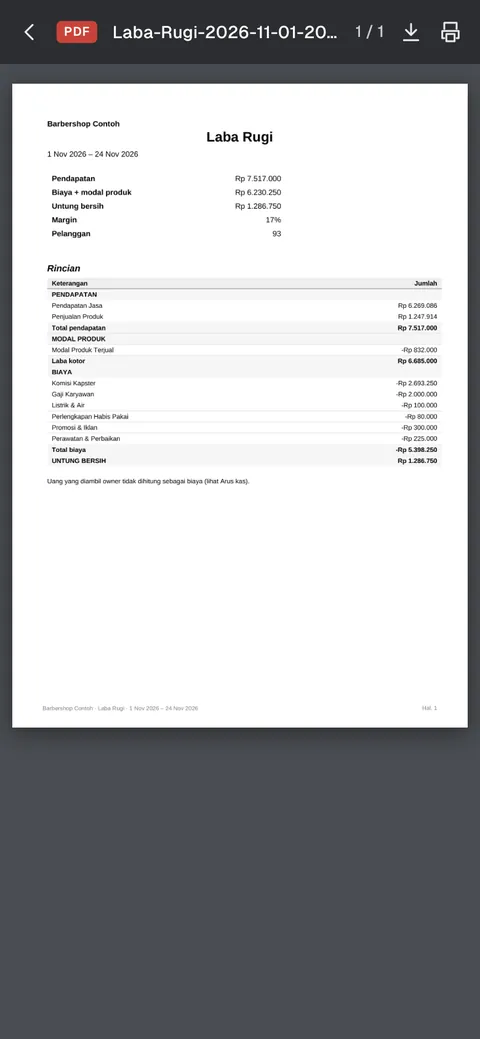 PDF
Laba-Rugi-2026-11-01-20...
1 / 1
Barbershop Contoh
Laba Rugi
1 Nov 2026 – 24 Nov 2026
Pendapatan Rp 7.517.000
Biaya + modal produk Rp 6.230.250
Untung bersih Rp 1.286.750
Margin 17%
Pelanggan 93
Rincian
Keterangan Jumlah
PENDAPATAN
Pendapatan Jasa Rp 6.269.086
Penjualan Produk Rp 1.247.914
Total pendapatan Rp 7.517.000
MODAL PRODUK
Modal Produk Terjual -Rp 832.000
Laba kotor Rp 6.685.000
BIAYA
Komisi Kapster -Rp 2.693.250
Gaji Karyawan -Rp 2.000.000
Listrik & Air -Rp 100.000
Perlengkapan Habis Pakai -Rp 80.000
Promosi & Iklan -Rp 300.000
Perawatan & Perbaikan -Rp 225.000
Total biaya -Rp 5.398.250
UNTUNG BERSIH Rp 1.286.750
Uang yang diambil owner tidak dihitung sebagai biaya (lihat Arus kas).
Barbershop Contoh · Laba Rugi · 1 Nov 2026 – 24 Nov 2026 Hal. 1